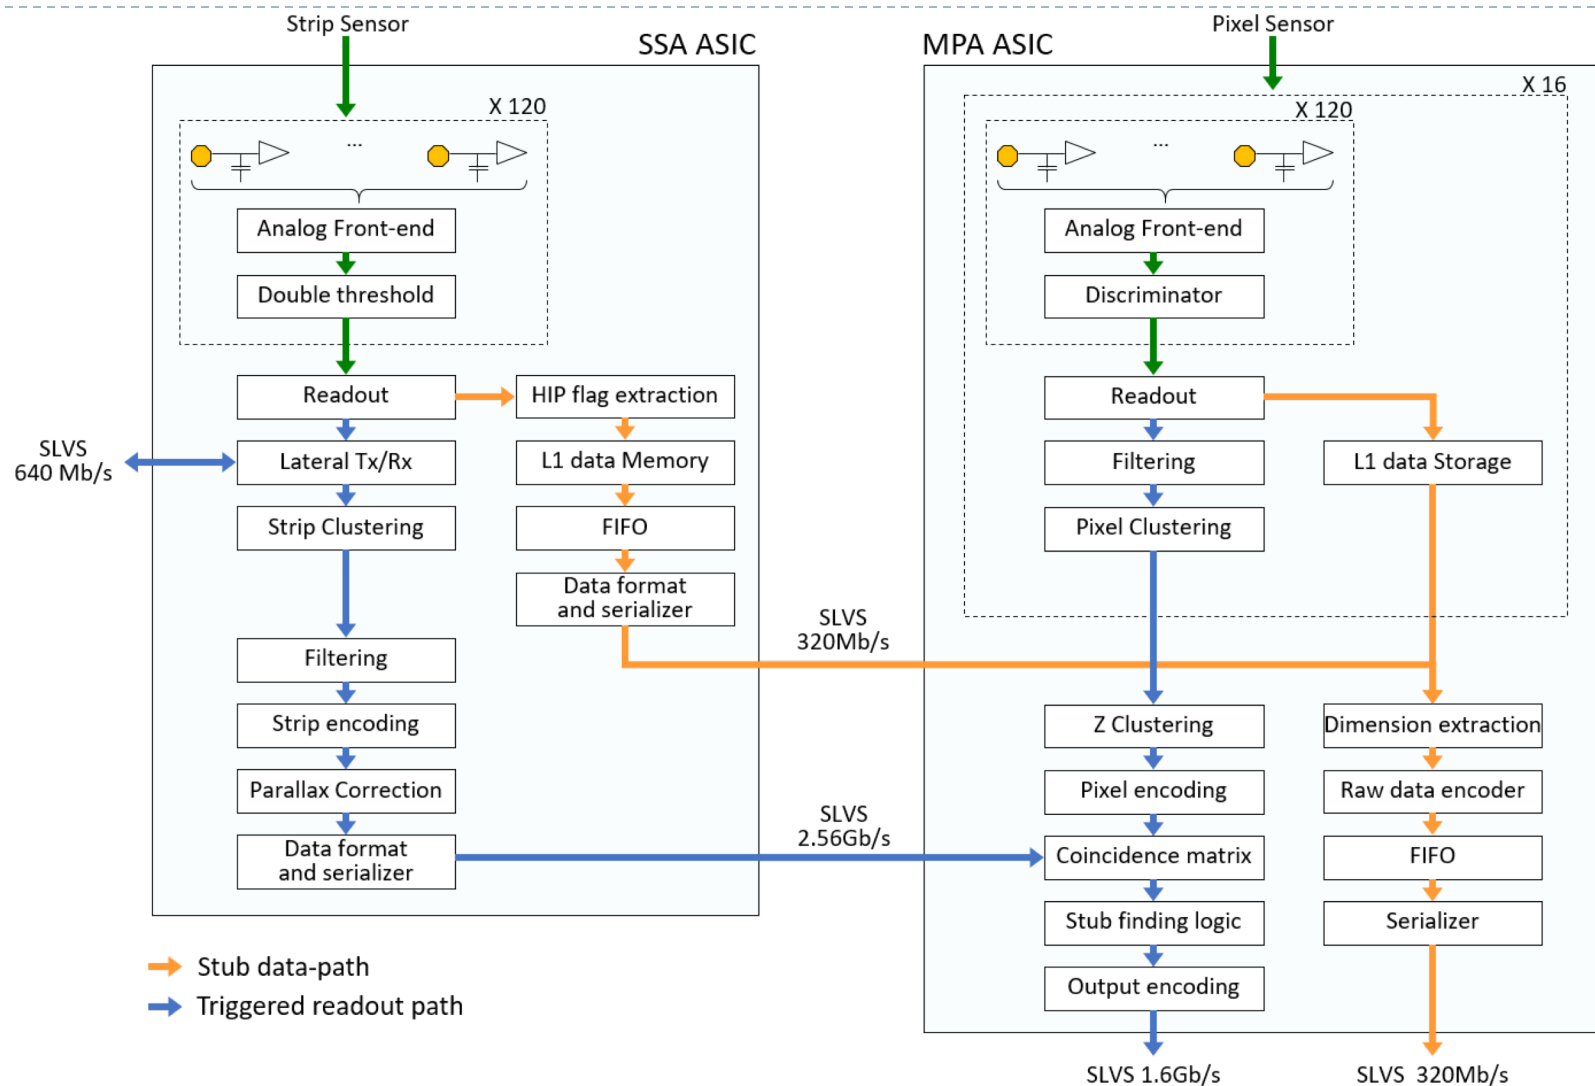 Strip Sensor
SSA ASIC
X 120
...
Analog Front-end
Double threshold
Readout
HIP flag extraction
SLVS
640 Mb/s
Lateral Tx/Rx
L1 data Memory
Strip Clustering
FIFO
Data format
and serializer
Filtering
Strip encoding
Parallax Correction
Data format
and serializer
SLVS
320Mb/s
SLVS
2.56Gb/s
Pixel Sensor
MPA ASIC
X 16
X 120
...
Analog Front-end
Discriminator
Readout
Filtering
L1 data Storage
Pixel Clustering
Z Clustering
Dimension extraction
Pixel encoding
Raw data encoder
Coincidence matrix
FIFO
Stub finding logic
Serializer
Output encoding
SLVS 1.6Gb/s
SLVS 320Mb/s
Stub data-path
Triggered readout path